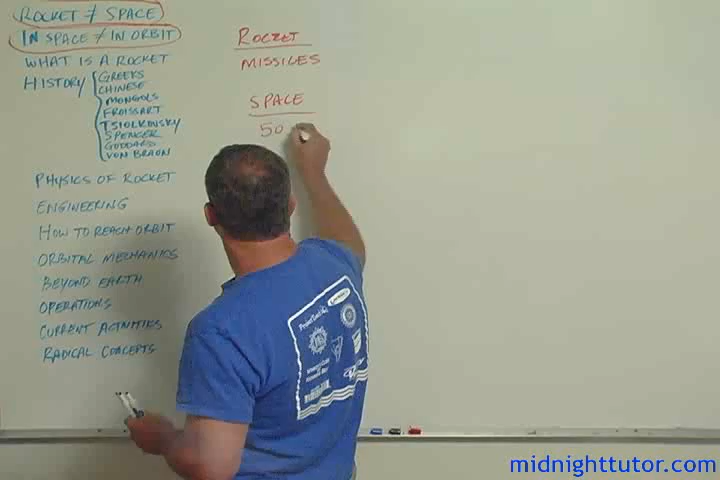 ROCKET ≠ SPACE
IN SPACE ≠ IN ORBIT
WHAT IS A ROCKET
HISTORY
GREEKS
CHINESE
MONGOLS
FROISSART
TSIOLKOVSKY
SPENCER
GODDARD
VON BRAUN
PHYSICS OF ROCKET
ENGINEERING
HOW TO REACH ORBIT
ORBITAL MECHANICS
BEYOND EARTH
OPERATIONS
CURRENT ACTIVITIES
RADICAL COCEPTS
ROCKET
MISSILES
SPACE
50
midnighttutor.com